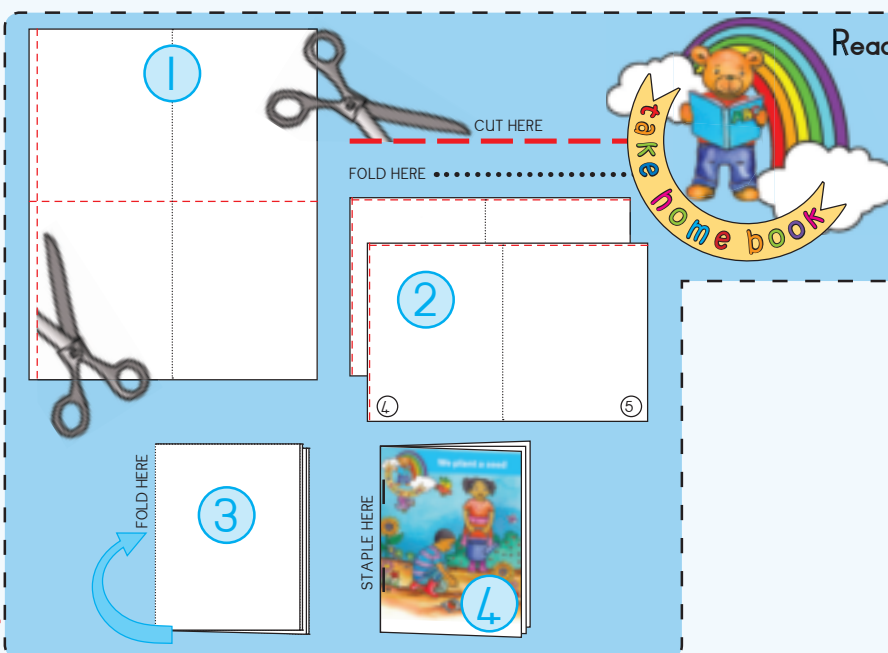 1
CUT HERE
FOLD HERE
take home book
Read
2
4
5
FOLD HERE
3
STAPLE HERE
We plant a seed
4